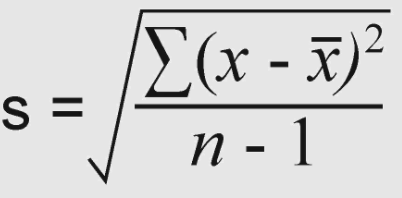 s = √(∑(x - x̅)² / (n - 1))